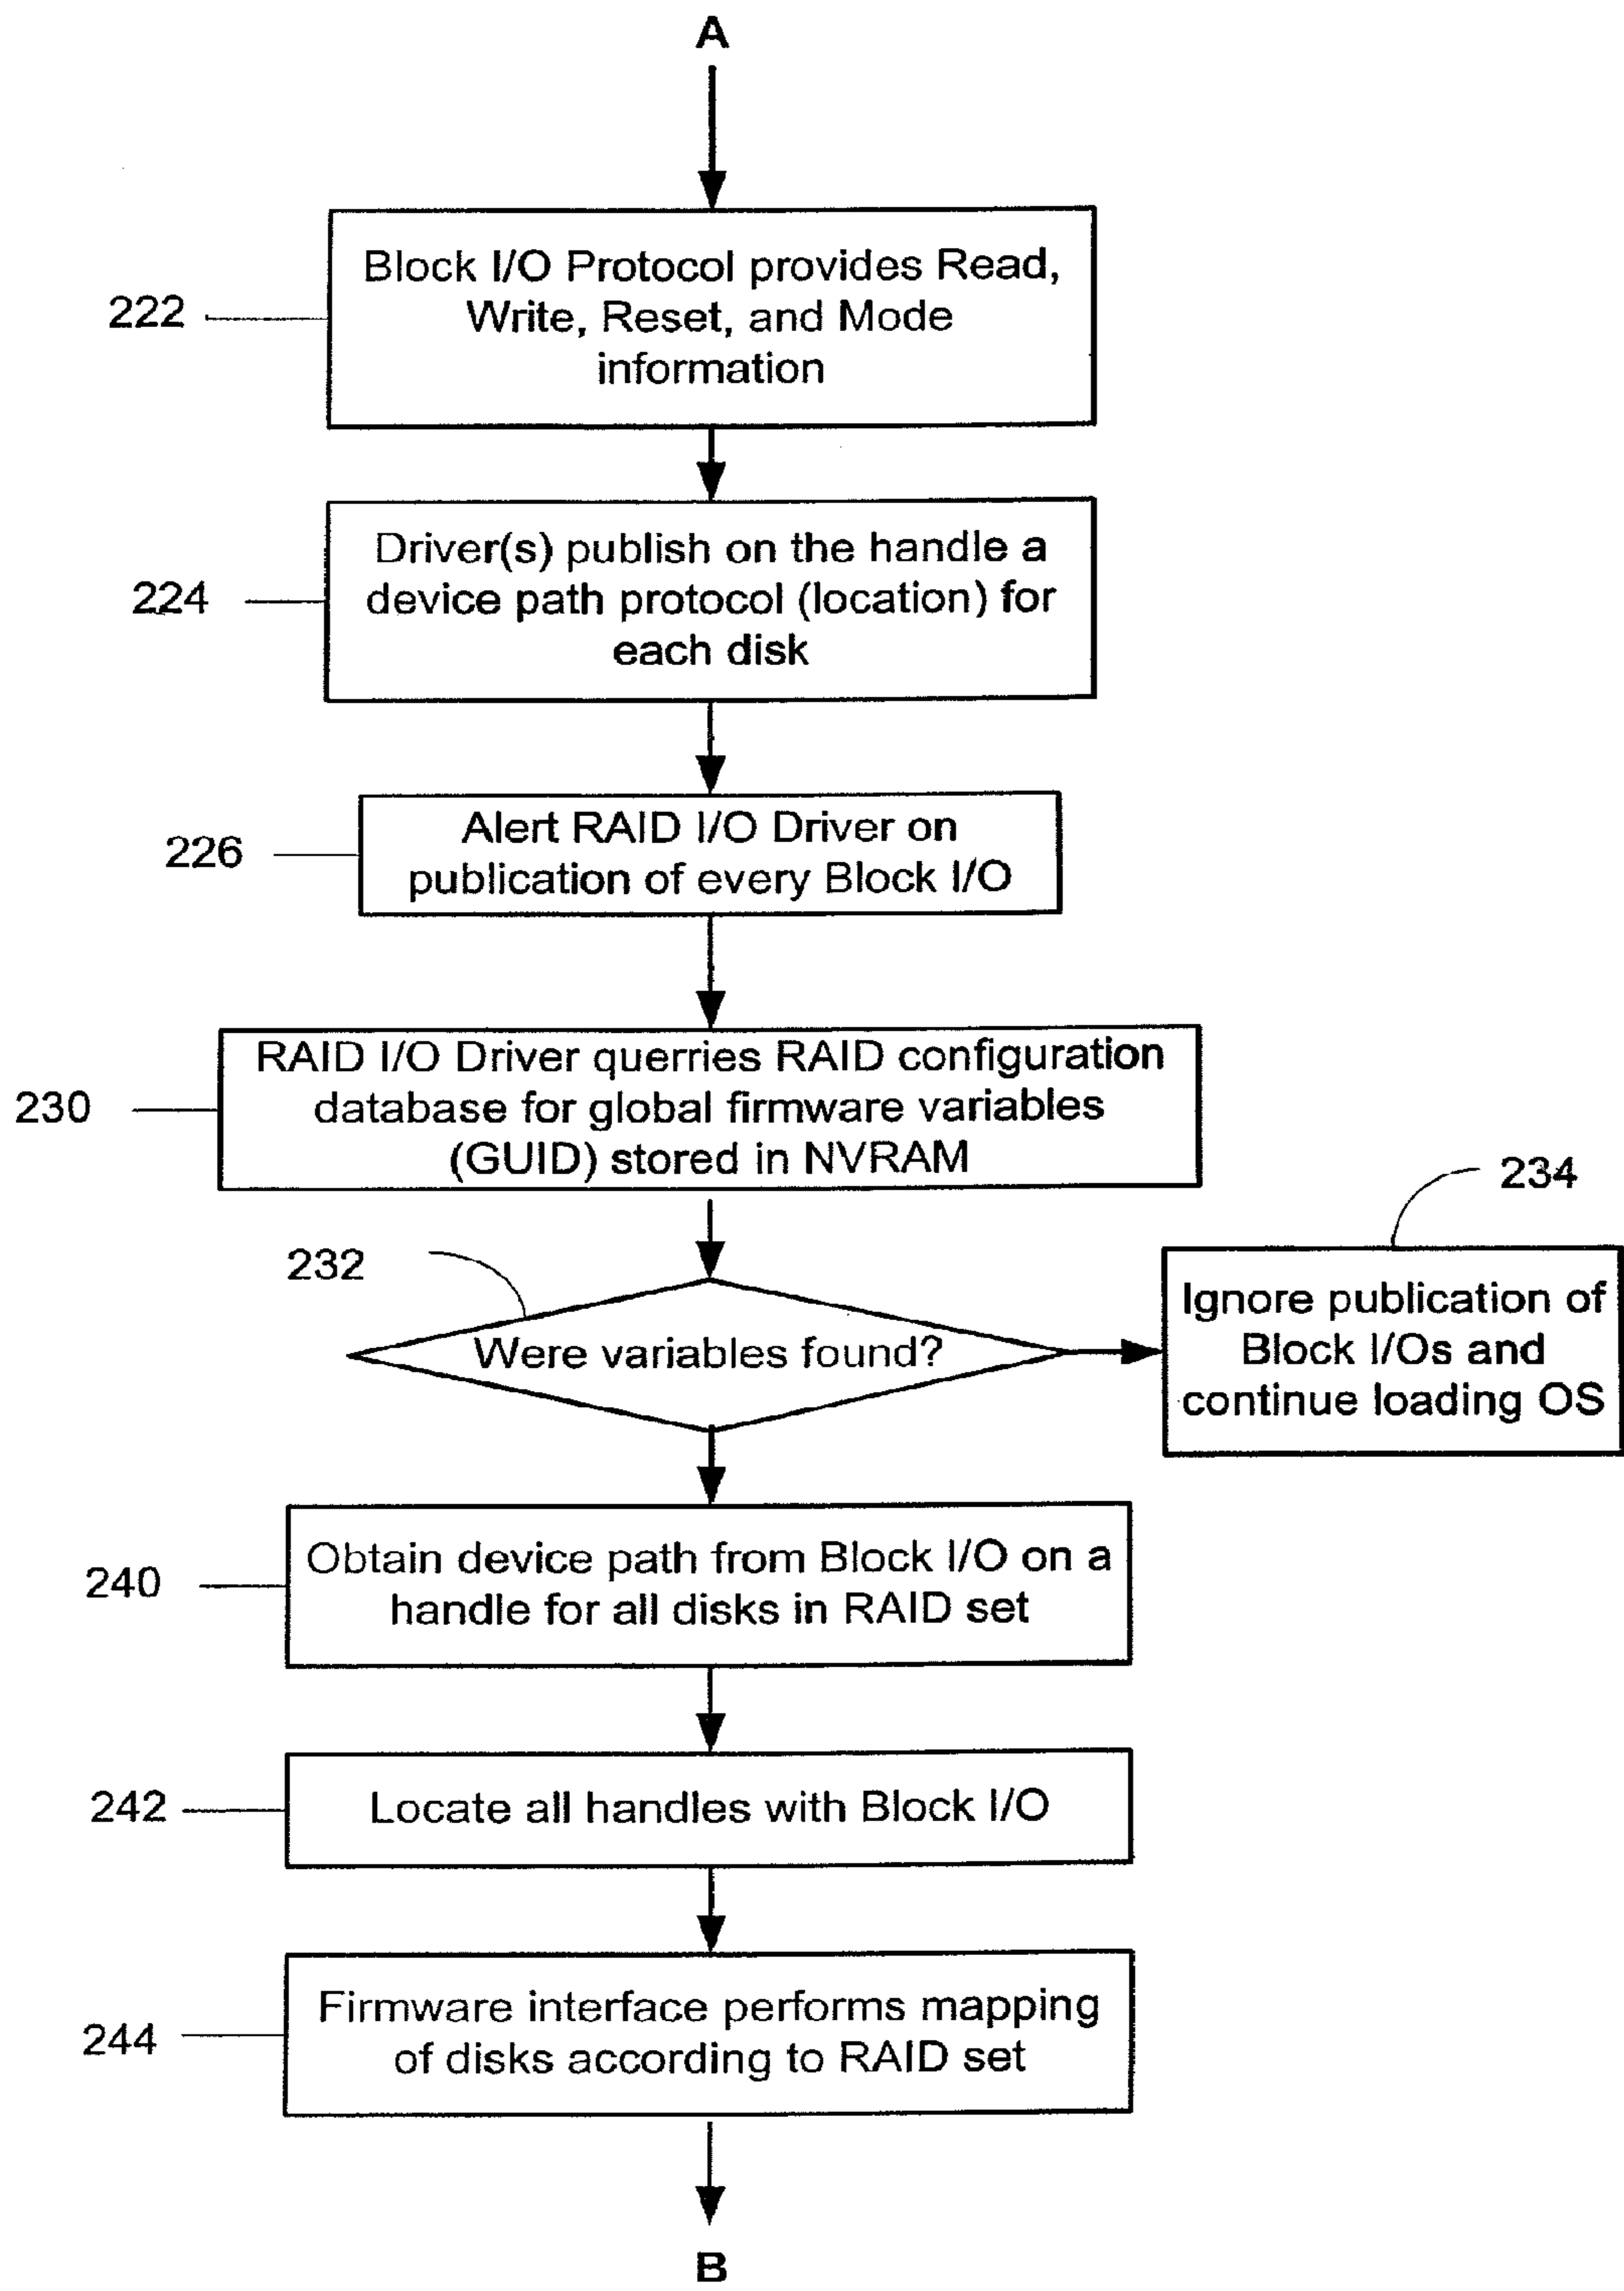 A
222
Block I/O Protocol provides Read,
Write, Reset, and Mode
information
224
Driver(s) publish on the handle a
device path protocol (location) for
each disk
226
Alert RAID I/O Driver on
publication of every Block I/O
230
RAID I/O Driver querries RAID configuration
database for global firmware variables
(GUID) stored in NVRAM
232
Were variables found?
234
Ignore publication of
Block I/Os and
continue loading OS
240
Obtain device path from Block I/O on a
handle for all disks in RAID set
242
Locate all handles with Block I/O
244
Firmware interface performs mapping
of disks according to RAID set
B